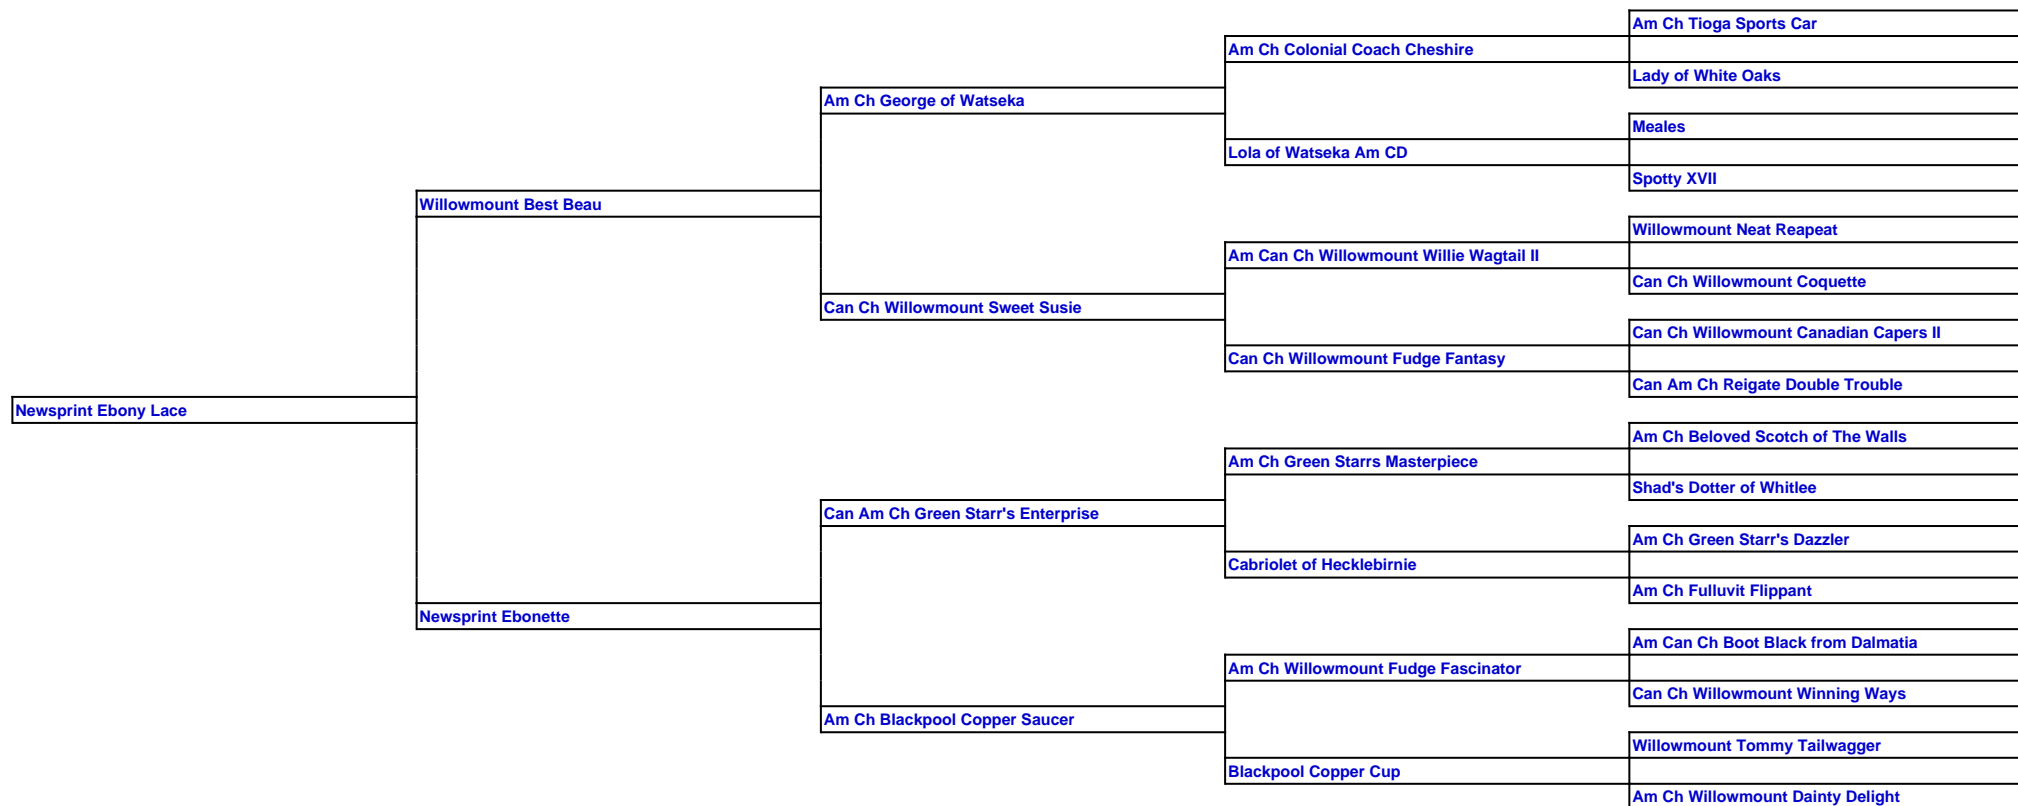 Am Ch Tioga Sports Car
Am Ch Colonial Coach Cheshire
Lady of White Oaks
Am Ch George of Watseka
Meales
Lola of Watseka Am CD
Spotty XVII
Willowmount Best Beau
Willowmount Neat Reapeat
Am Can Ch Willowmount Willie Wagtail II
Can Ch Willowmount Coquette
Can Ch Willowmount Sweet Susie
Can Ch Willowmount Canadian Capers II
Can Ch Willowmount Fudge Fantasy
Can Am Ch Reigate Double Trouble
Newsprint Ebony Lace
Am Ch Beloved Scotch of The Walls
Am Ch Green Starrs Masterpiece
Shad's Dotter of Whitlee
Can Am Ch Green Starr's Enterprise
Am Ch Green Starr's Dazzler
Cabriolet of Hecklebirnie
Am Ch Fulluvit Flippant
Newsprint Ebonette
Am Can Ch Boot Black from Dalmatia
Am Ch Willowmount Fudge Fascinator
Can Ch Willowmount Winning Ways
Am Ch Blackpool Copper Saucer
Willowmount Tommy Tailwagger
Blackpool Copper Cup
Am Ch Willowmount Dainty Delight